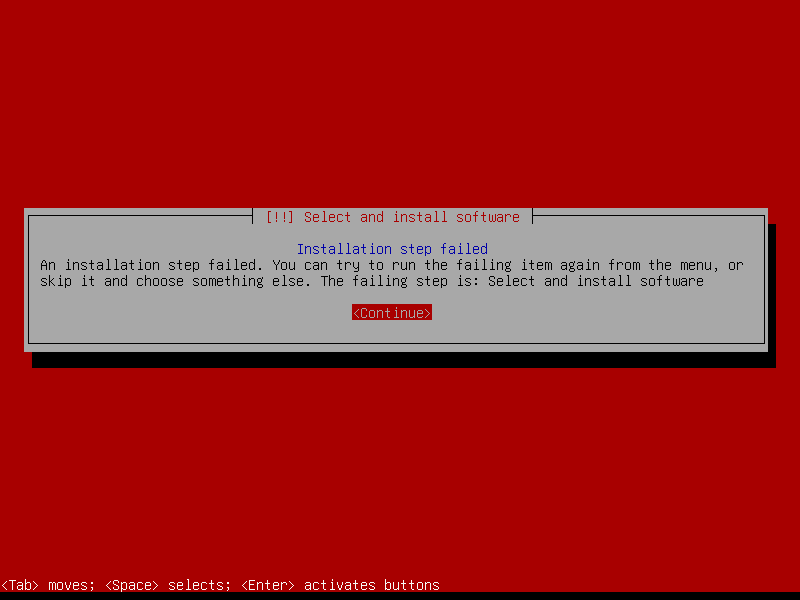 [!!] Select and install software
Installation step failed
An installation step failed. You can try to run the failing item again from the menu, or
skip it and choose something else. The failing step is: Select and install software
<Continue>
<Tab> moves; <Space> selects; <Enter> activates buttons